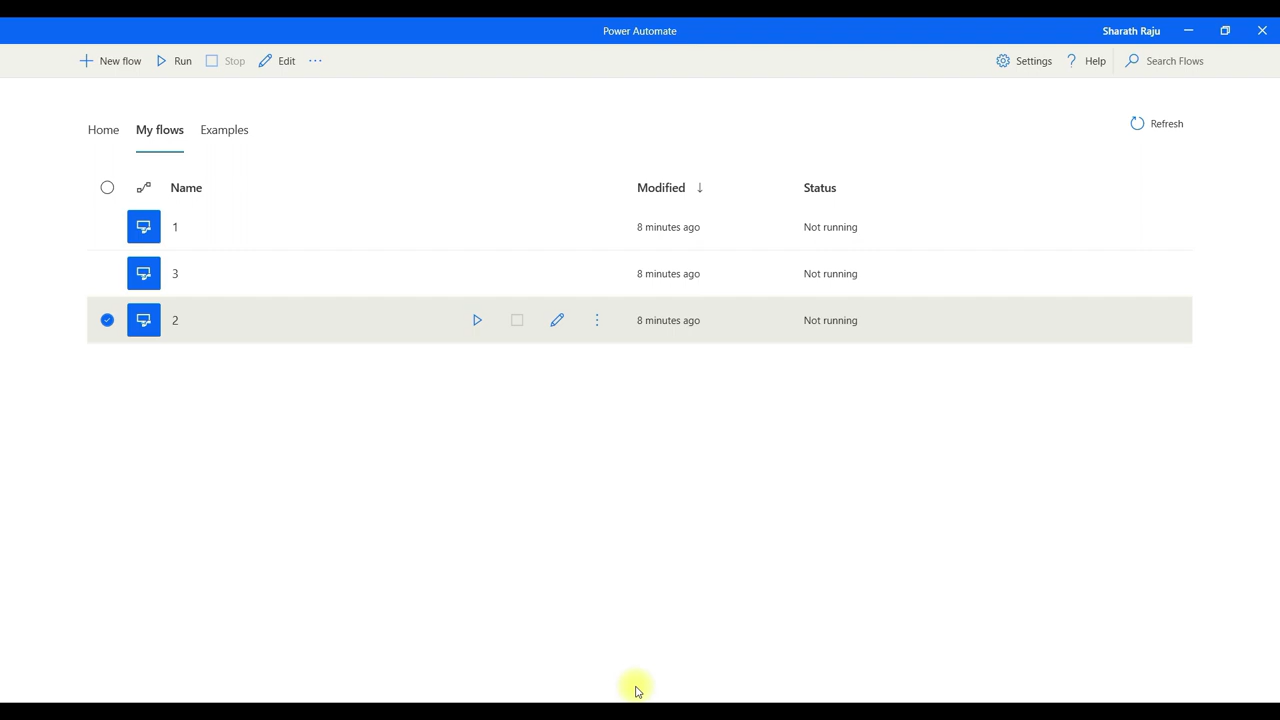 Power Automate
Sharath Raju
New flow Run Stop Edit ...
Settings ? Help Search Flows
Home My flows Examples
Refresh
Name Modified ↓ Status
1 8 minutes ago Not running
3 8 minutes ago Not running
2 8 minutes ago Not running